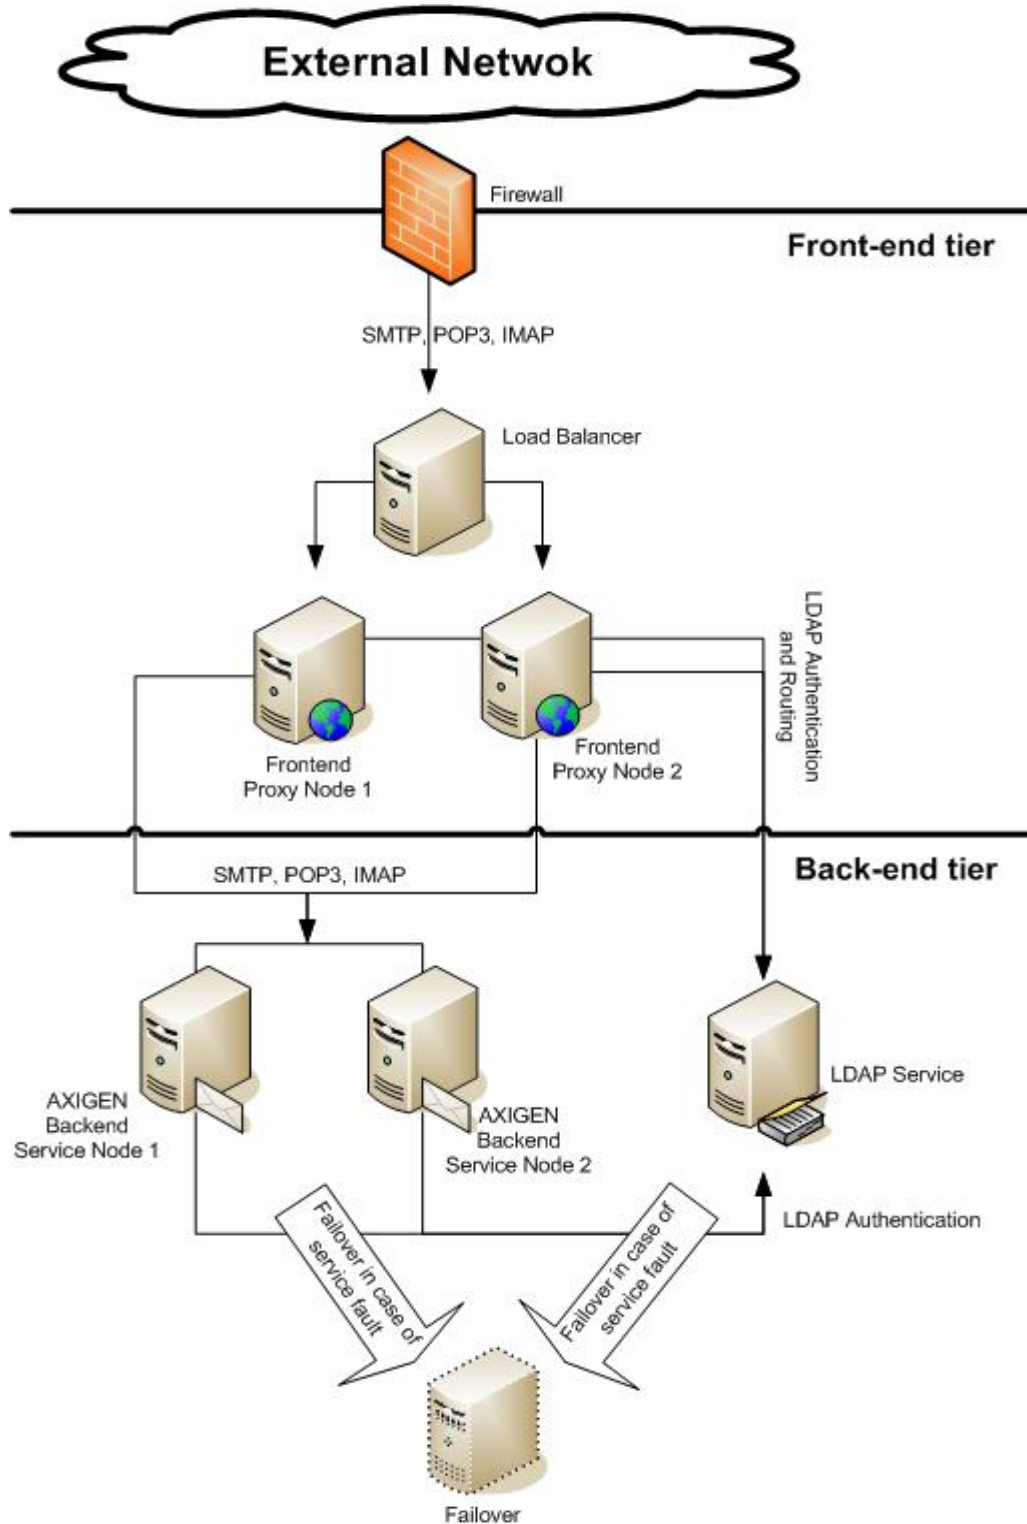 External Netwok
Firewall
Front-end tier
SMTP, POP3, IMAP
Load Balancer
LDAP Authentication
and Routing
Frontend
Proxy Node 1
Frontend
Proxy Node 2
Back-end tier
SMTP, POP3, IMAP
AXIGEN
Backend
Service Node 1
AXIGEN
Backend
Service Node 2
LDAP Service
LDAP Authentication
Failover in case of
service fault
Failover in case of
service fault
Failover